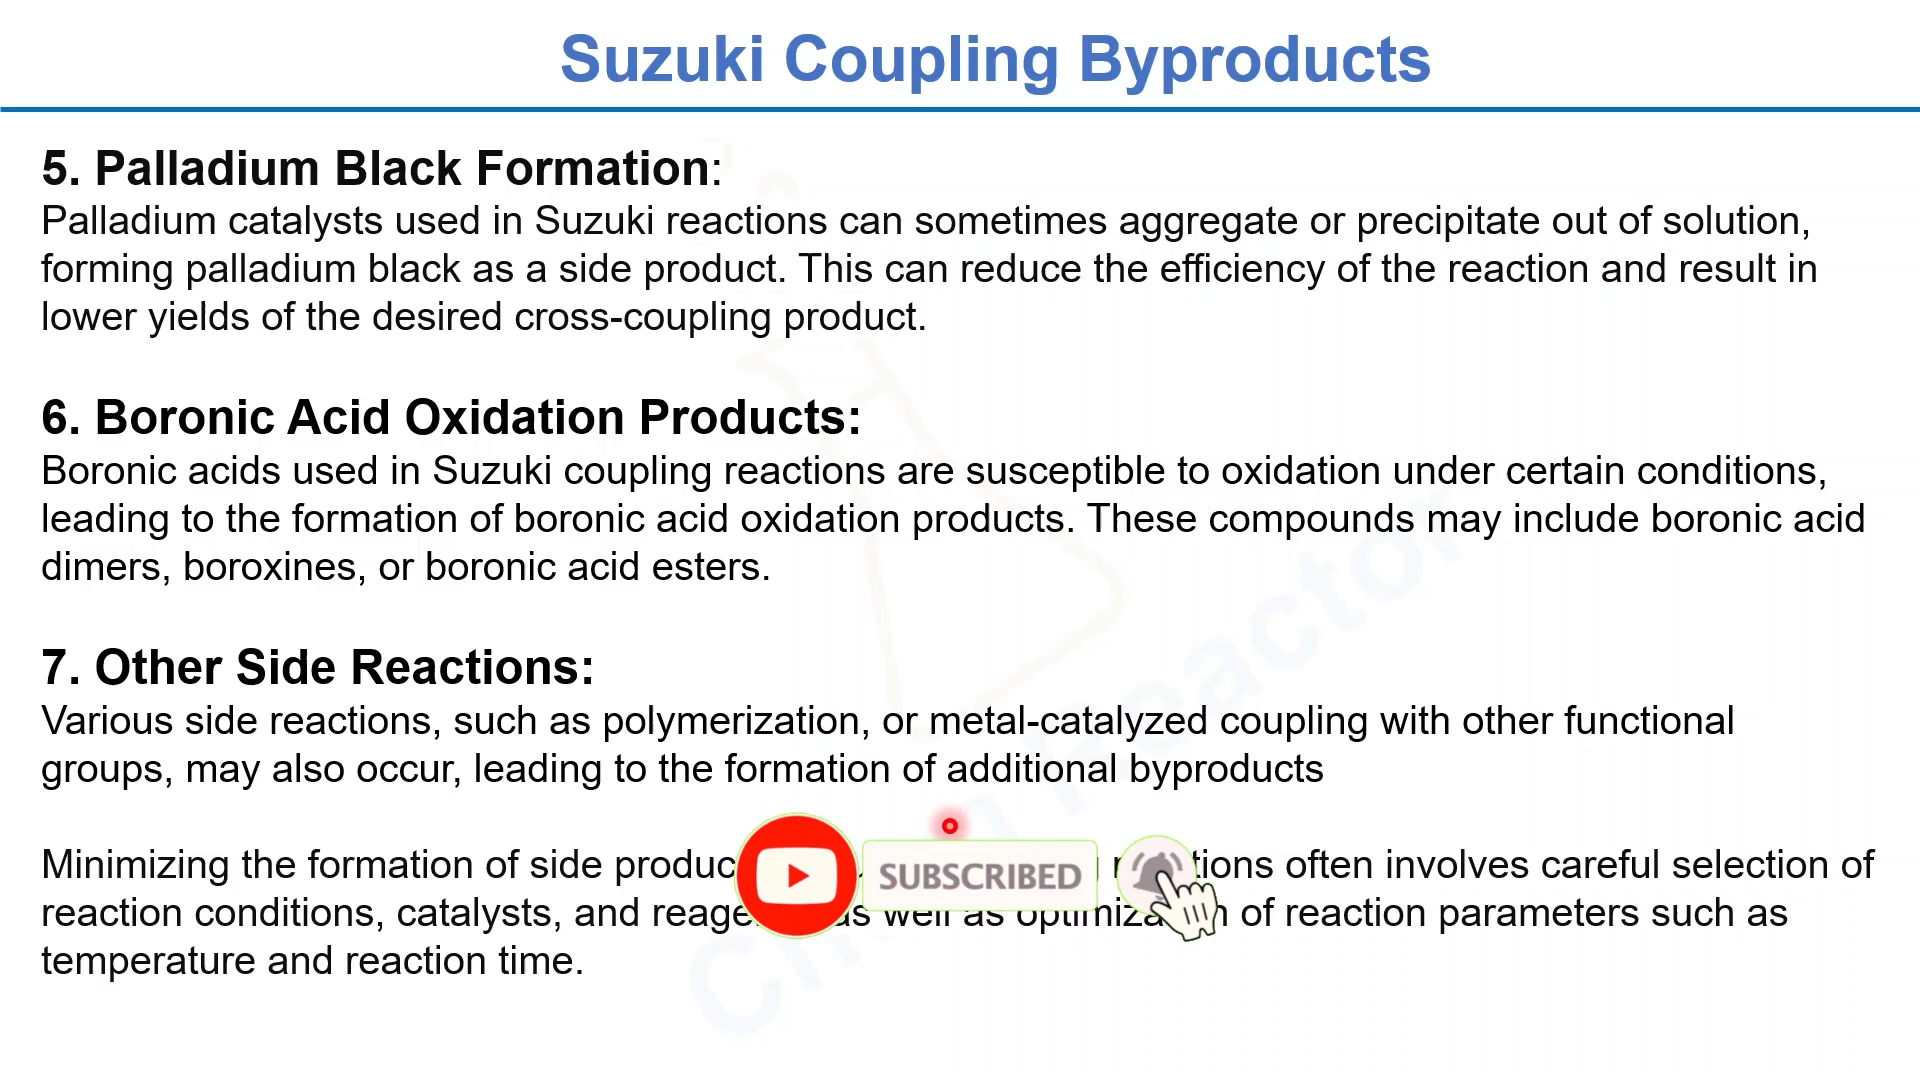 Suzuki Coupling Byproducts
5. Palladium Black Formation:
Palladium catalysts used in Suzuki reactions can sometimes aggregate or precipitate out of solution,
forming palladium black as a side product. This can reduce the efficiency of the reaction and result in
lower yields of the desired cross-coupling product.
6. Boronic Acid Oxidation Products:
Boronic acids used in Suzuki coupling reactions are susceptible to oxidation under certain conditions,
leading to the formation of boronic acid oxidation products. These compounds may include boronic acid
dimers, boroxines, or boronic acid esters.
7. Other Side Reactions:
Various side reactions, such as polymerization, or metal-catalyzed coupling with other functional
groups, may also occur, leading to the formation of additional byproducts
Minimizing the formation of side often involves careful selection of
SUBSCRIBED
reaction conditions, catalysts, and well as of reaction parameters such as
temperature and reaction time.
Reactor